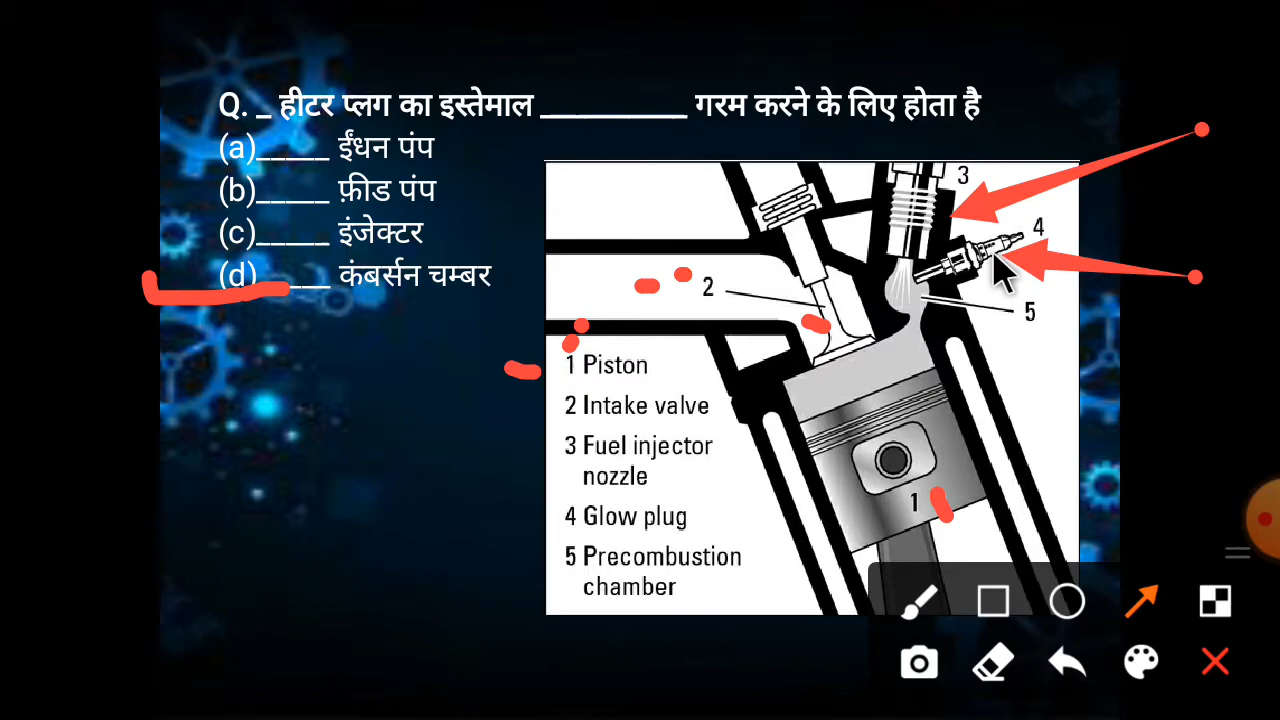 Q. _ हीटर प्लग का इस्तेमाल __________ गरम करने के लिए होता है
(a)_____ ईंधन पंप
(b)_____ फ़ीड पंप
(c)_____ इंजेक्टर
(d)_____ कंबर्सन चम्बर
3
4
2
5
1 Piston
2 Intake valve
3 Fuel injector
nozzle
1
4 Glow plug
5 Precombustion
chamber